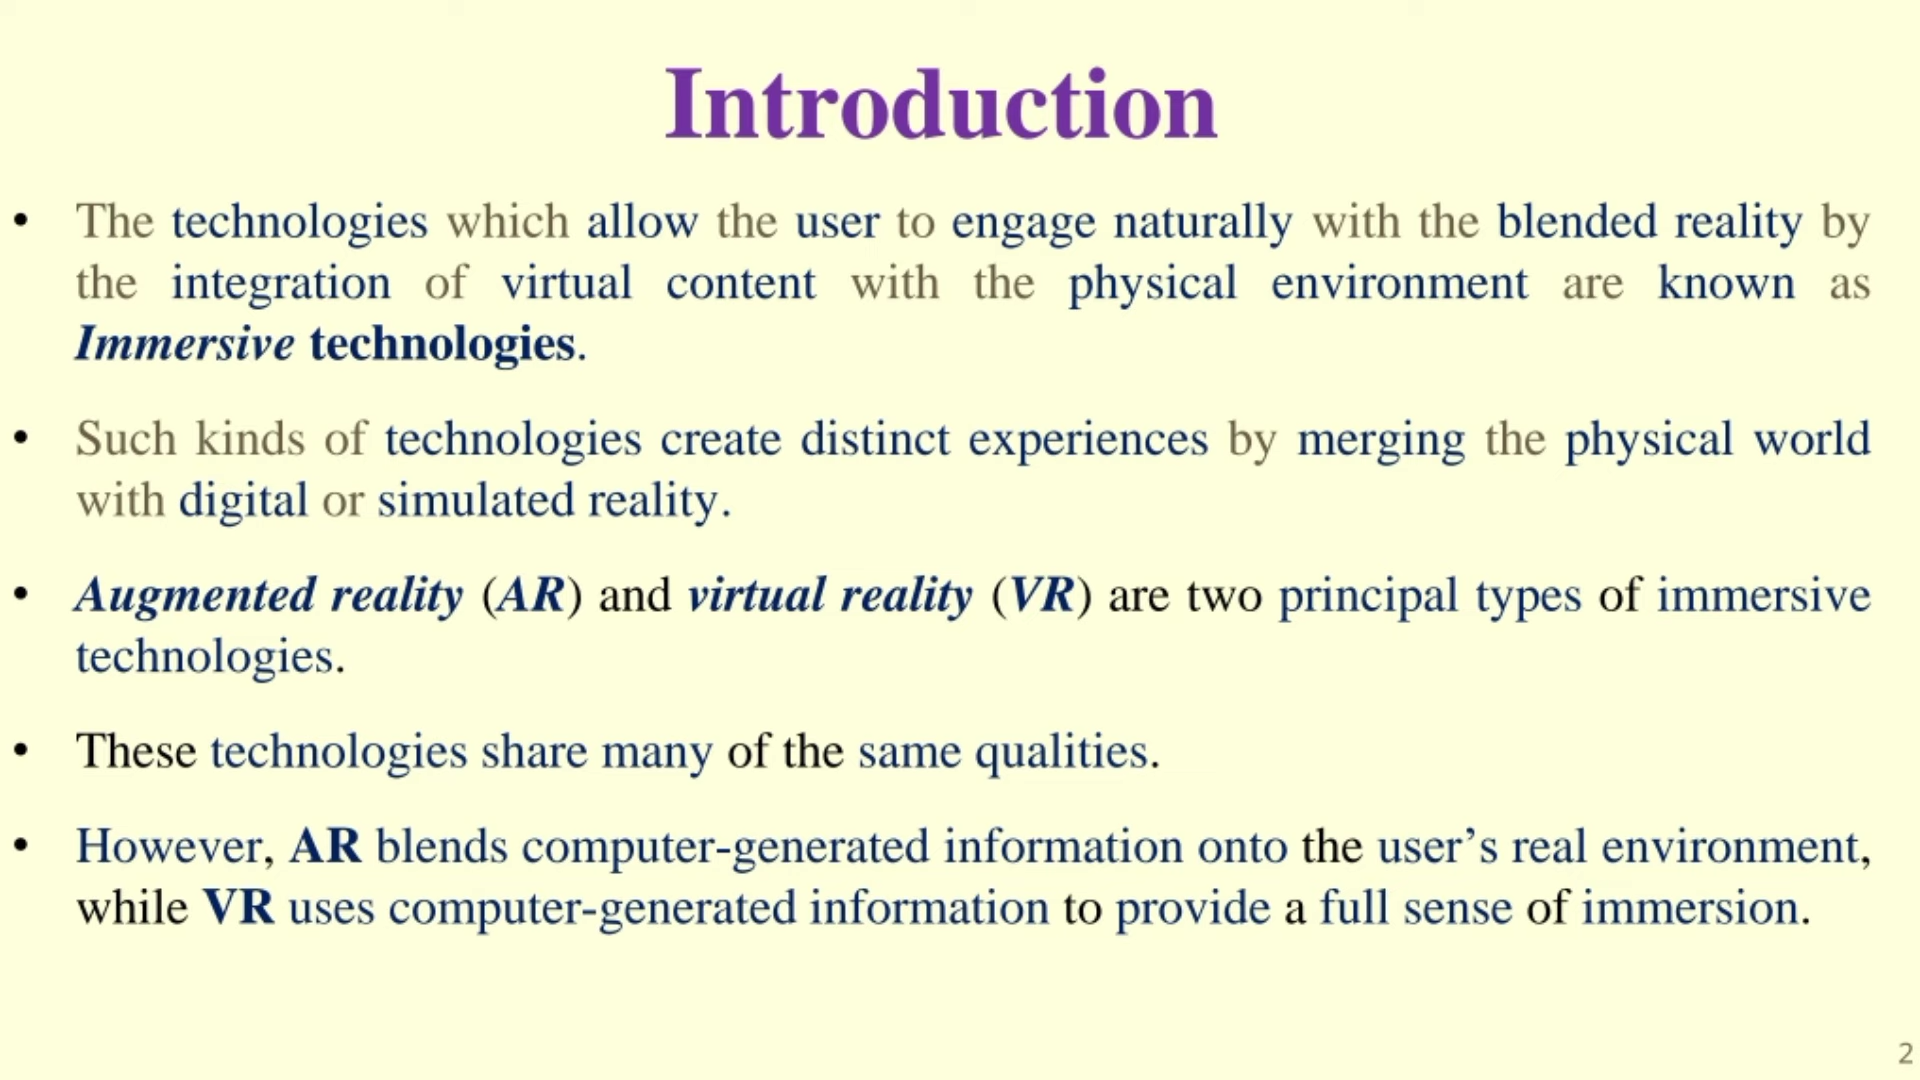 Introduction
• The technologies which allow the user to engage naturally with the blended reality by
the integration of virtual content with the physical environment are known as
Immersive technologies.
• Such kinds of technologies create distinct experiences by merging the physical world
with digital or simulated reality.
• Augmented reality (AR) and virtual reality (VR) are two principal types of immersive
technologies.
• These technologies share many of the same qualities.
• However, AR blends computer-generated information onto the user’s real environment,
while VR uses computer-generated information to provide a full sense of immersion.
2